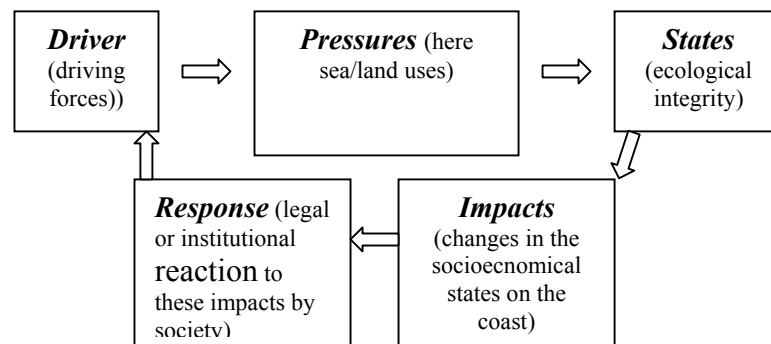 Driver
(driving
forces))
Pressures (here
sea/land uses)
States
(ecological
integrity)
Impacts
(changes in the
socioecnomical
states on the
coast)
Response (legal
or institutional
reaction to
these impacts by
society)